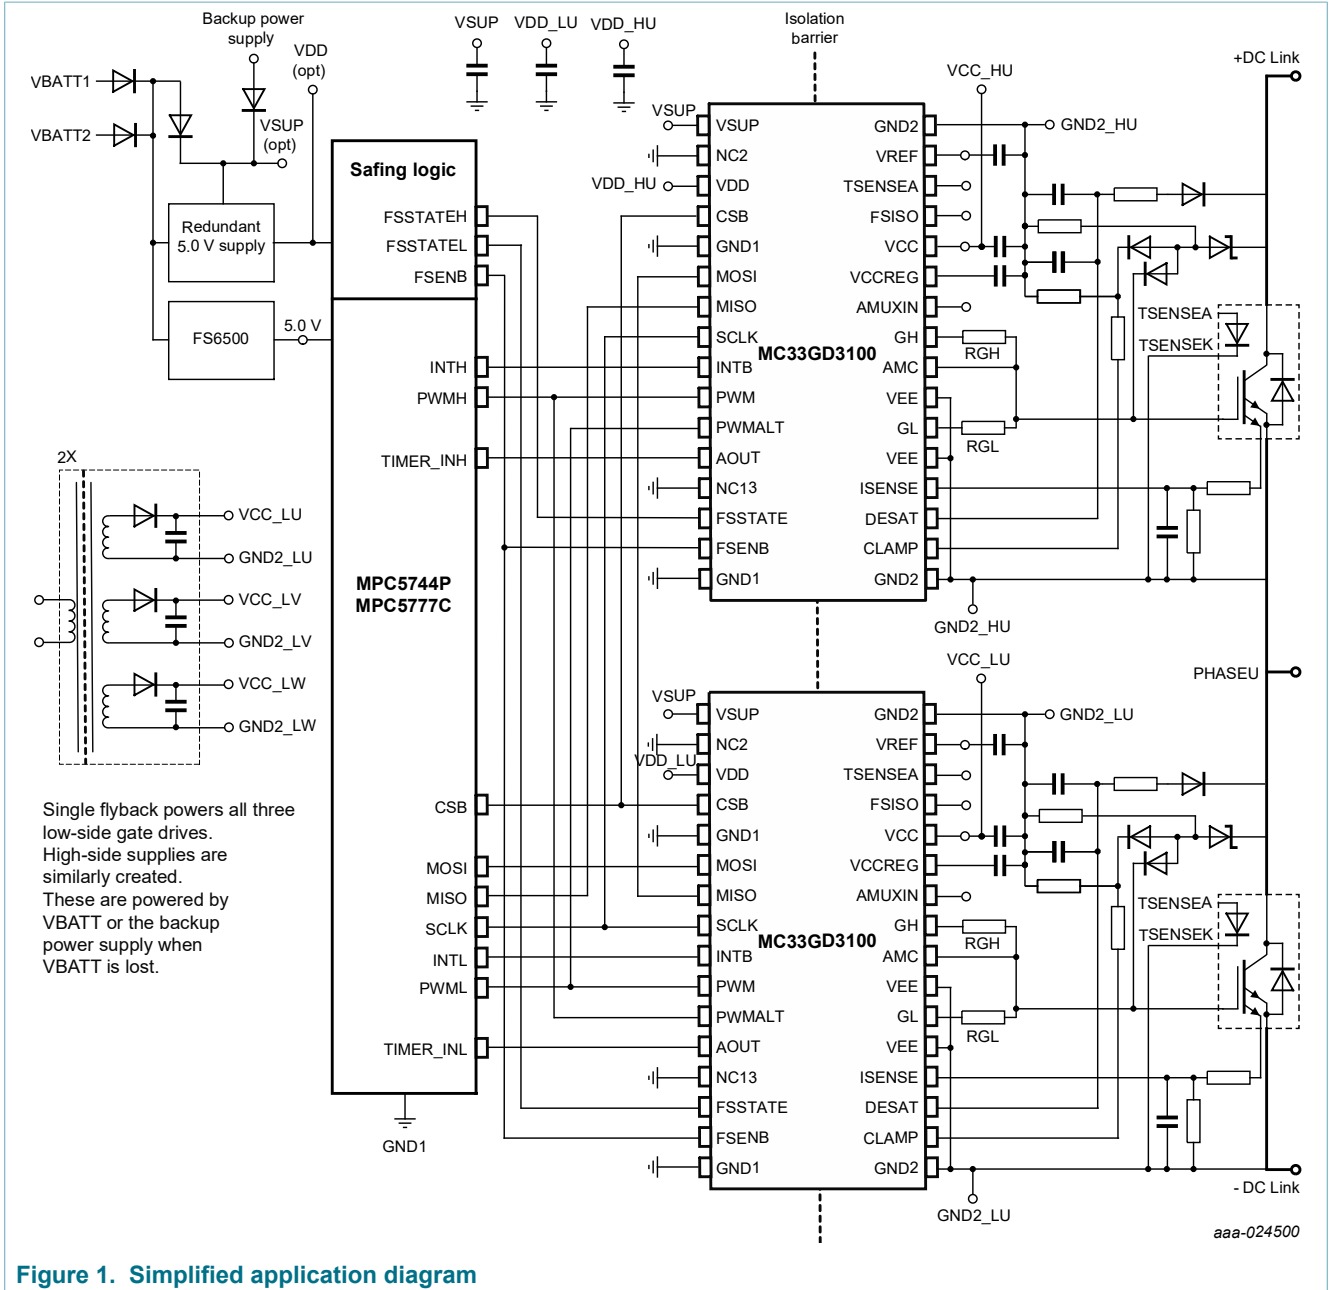 Backup power
supply
VDD
(opt)
VBATT1
VBATT2
VSUP
(opt)
Redundant
5.0 V supply
FS6500
5.0 V
VSUP
VDD_LU
VDD_HU
Isolation
barrier
Safing logic
FSSTATEH
FSSTATEL
FSENB
INTH
PWMH
TIMER_INH
MPC5744P
MPC5777C
CSB
MOSI
MISO
SCLK
INTL
PWML
TIMER_INL
GND1
2X
VCC_LU
GND2_LU
VCC_LV
GND2_LV
VCC_LW
GND2_LW
Single flyback powers all three
low-side gate drives.
High-side supplies are
similarly created.
These are powered by
VBATT or the backup
power supply when
VBATT is lost.
VSUP
VDD_HU
VSUP
NC2
VDD
CSB
GND1
MOSI
MISO
SCLK
INTB
PWM
PWMALT
AOUT
NC13
FSSTATE
FSENB
GND1
MC33GD3100
GND2
VREF
TSENSEA
FSISO
VCC
VCCREG
AMUXIN
GH
AMC
VEE
GL
VEE
ISENSE
DESAT
CLAMP
GND2
VCC_HU
GND2_HU
RGH
RGL
GND2_HU
+DC Link
TSENSEA
TSENSEK
PHASEU
VSUP
VDD_LU
VSUP
NC2
VDD
CSB
GND1
MOSI
MISO
SCLK
INTB
PWM
PWMALT
AOUT
NC13
FSSTATE
FSENB
GND1
MC33GD3100
GND2
VREF
TSENSEA
FSISO
VCC
VCCREG
AMUXIN
GH
AMC
VEE
GL
VEE
ISENSE
DESAT
CLAMP
GND2
VCC_LU
GND2_LU
RGH
RGL
GND2_LU
TSENSEA
TSENSEK
- DC Link
aaa-024500
Figure 1. Simplified application diagram